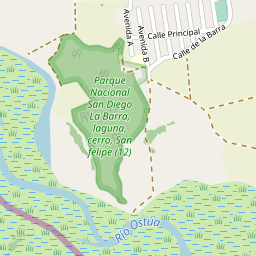 Avenida A
Avenida B
Calle Principal
Calle de la Barra
Parque
Nacional
San Diego
La Barra,
laguna,
cerro, San
felipe (12)
Río Ostúa